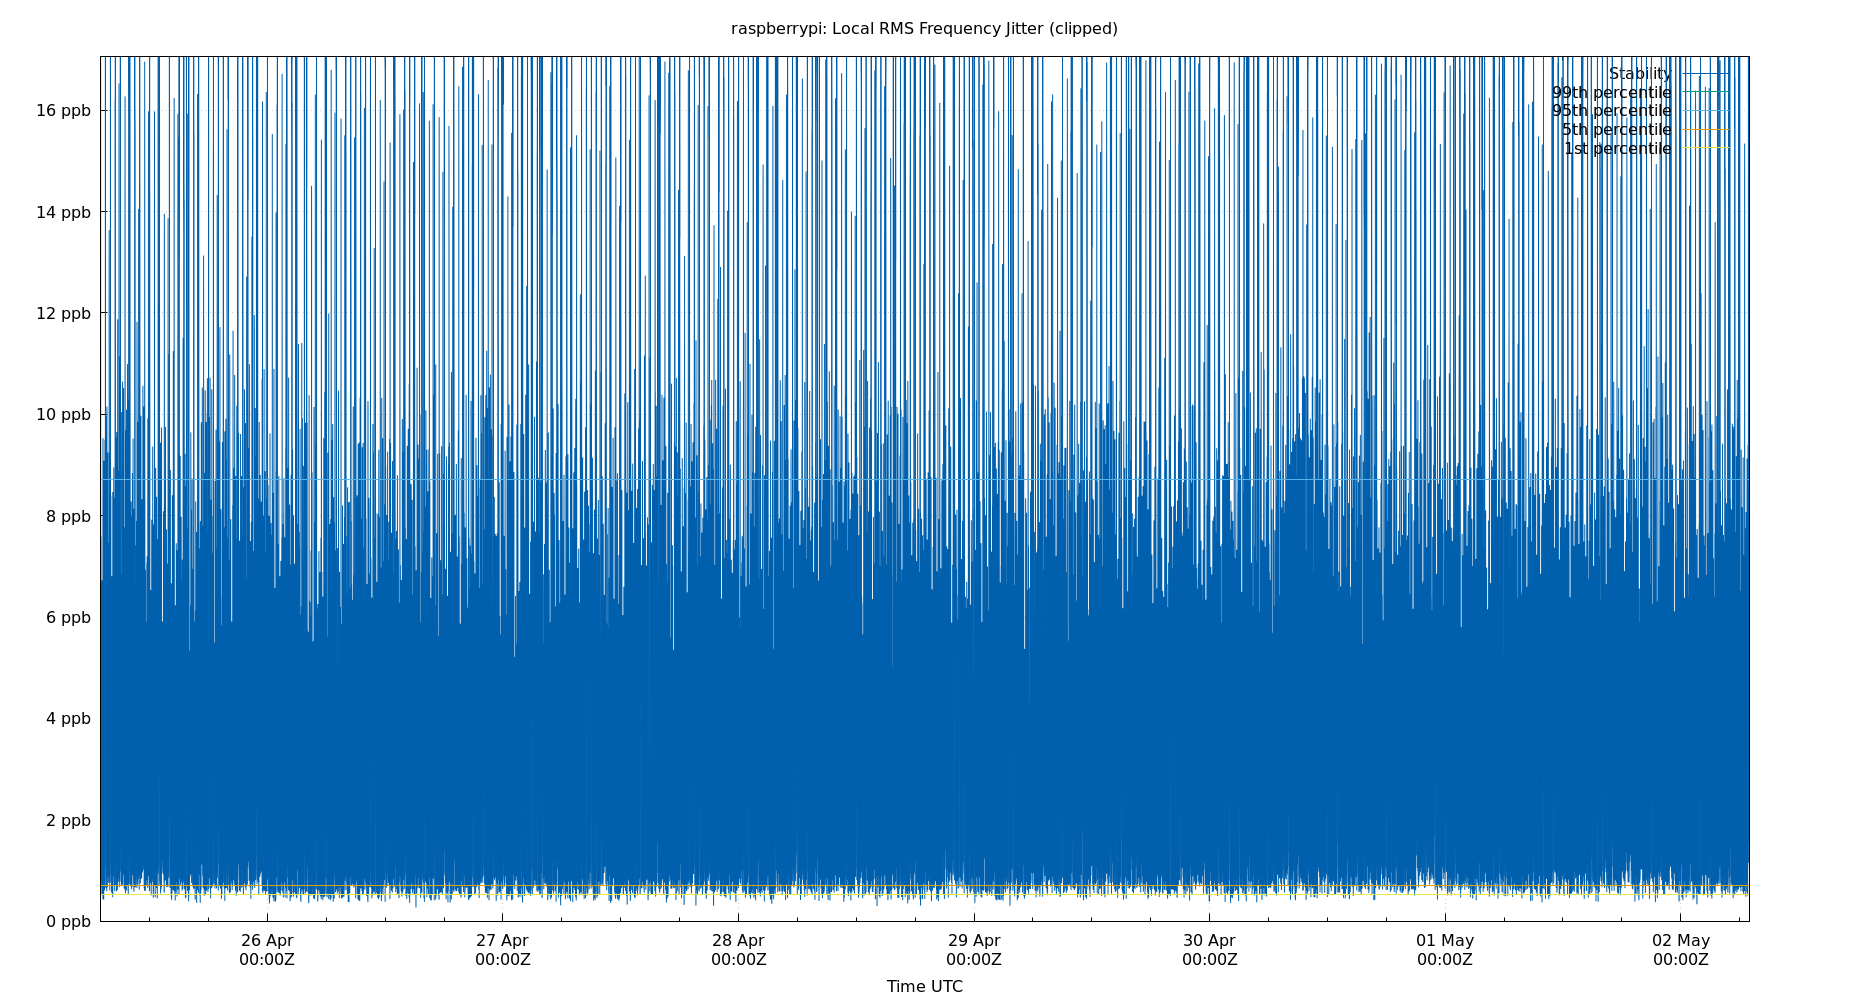 raspberrypi: Local RMS Frequency Jitter (clipped)
Stability
99th percentile
95th percentile
5th percentile
1st percentile
16 ppb
14 ppb
12 ppb
10 ppb
8 ppb
6 ppb
4 ppb
2 ppb
0 ppb
26 Apr 27 Apr 28 Apr 29 Apr 30 Apr 01 May 02 May
00:00Z 00:00Z 00:00Z 00:00Z 00:00Z 00:00Z 00:00Z
Time UTC